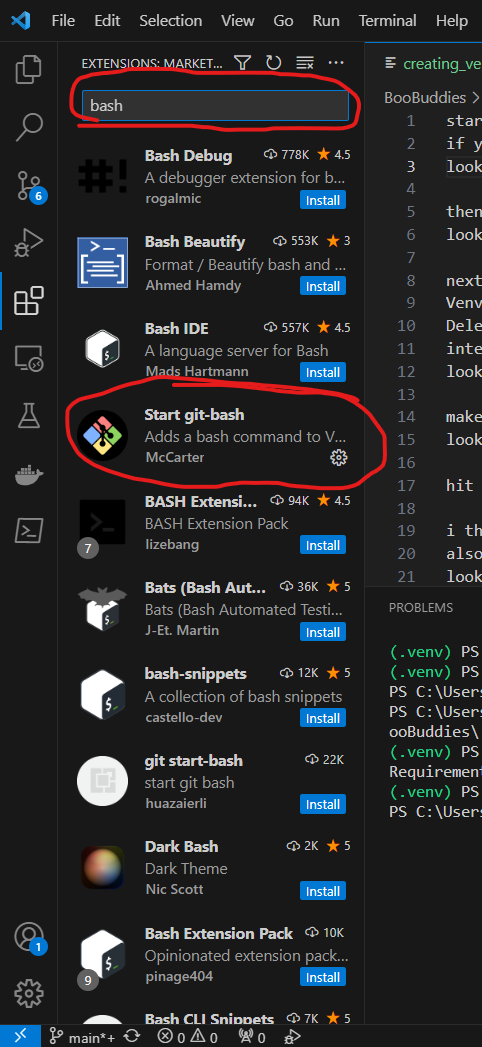 File Edit Selection View Go Run Terminal Help
EXTENSIONS: MARKET...
creating_ve
bash
BooBuddies
1 star
2 if y
3 look
4
5 then
6 look
7
8 next
9 Venv
10 Dele
11 inte
12 look
13
14 make
15 look
16
17 hit
18
19 i th
20 also
21 look
Bash Debug 778K 4.5
A debugger extension for b...
rogalmic Install
Bash Beautify 553K 3
Format / Beautify bash and ...
Ahmed Hamdy Install
Bash IDE 557K 4.5
A language server for Bash
Mads Hartmann Install
Start git-bash
Adds a bash command to V...
McCarter
BASH Extensi... 94K 4.5
BASH Extension Pack
7 lizebang Install
Bats (Bash Aut... 36K 5
Bats (Bash Automated Testi...
J-Et. Martin Install
bash-snippets 12K 5
A collection of bash snippets
castello-dev Install
git start-bash 22K
start git bash
huazaierli Install
Dark Bash 2K 5
Dark Theme
Nic Scott Install
Bash Extension Pack 10K
Opinionated extension pack...
9 pinage404 Install
Bash CLI Snippets 7K 5
PROBLEMS
(.venv) PS
(.venv) PS
PS C:\Users
PS C:\Users
ooBuddies\
(.venv) PS
Requirement
(.venv) PS
PS C:\Users
6
1
main*+ 0 0 0